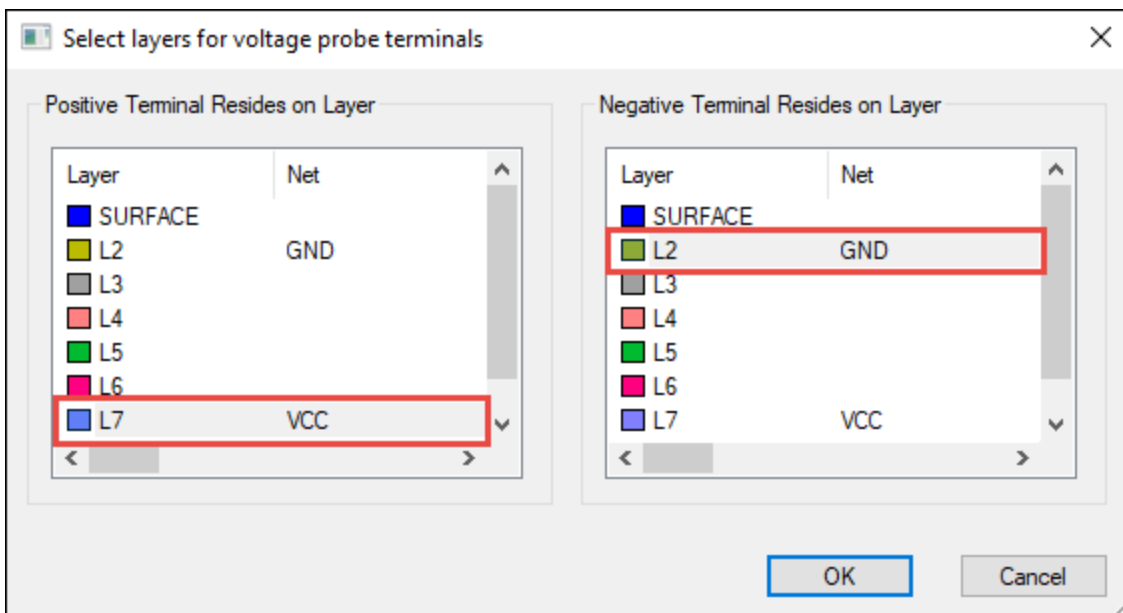 Select layers for voltage probe terminals
Positive Terminal Resides on Layer
Layer Net
SURFACE
L2 GND
L3
L4
L5
L6
L7 VCC
Negative Terminal Resides on Layer
Layer Net
SURFACE
L2 GND
L3
L4
L5
L6
L7 VCC
OK Cancel